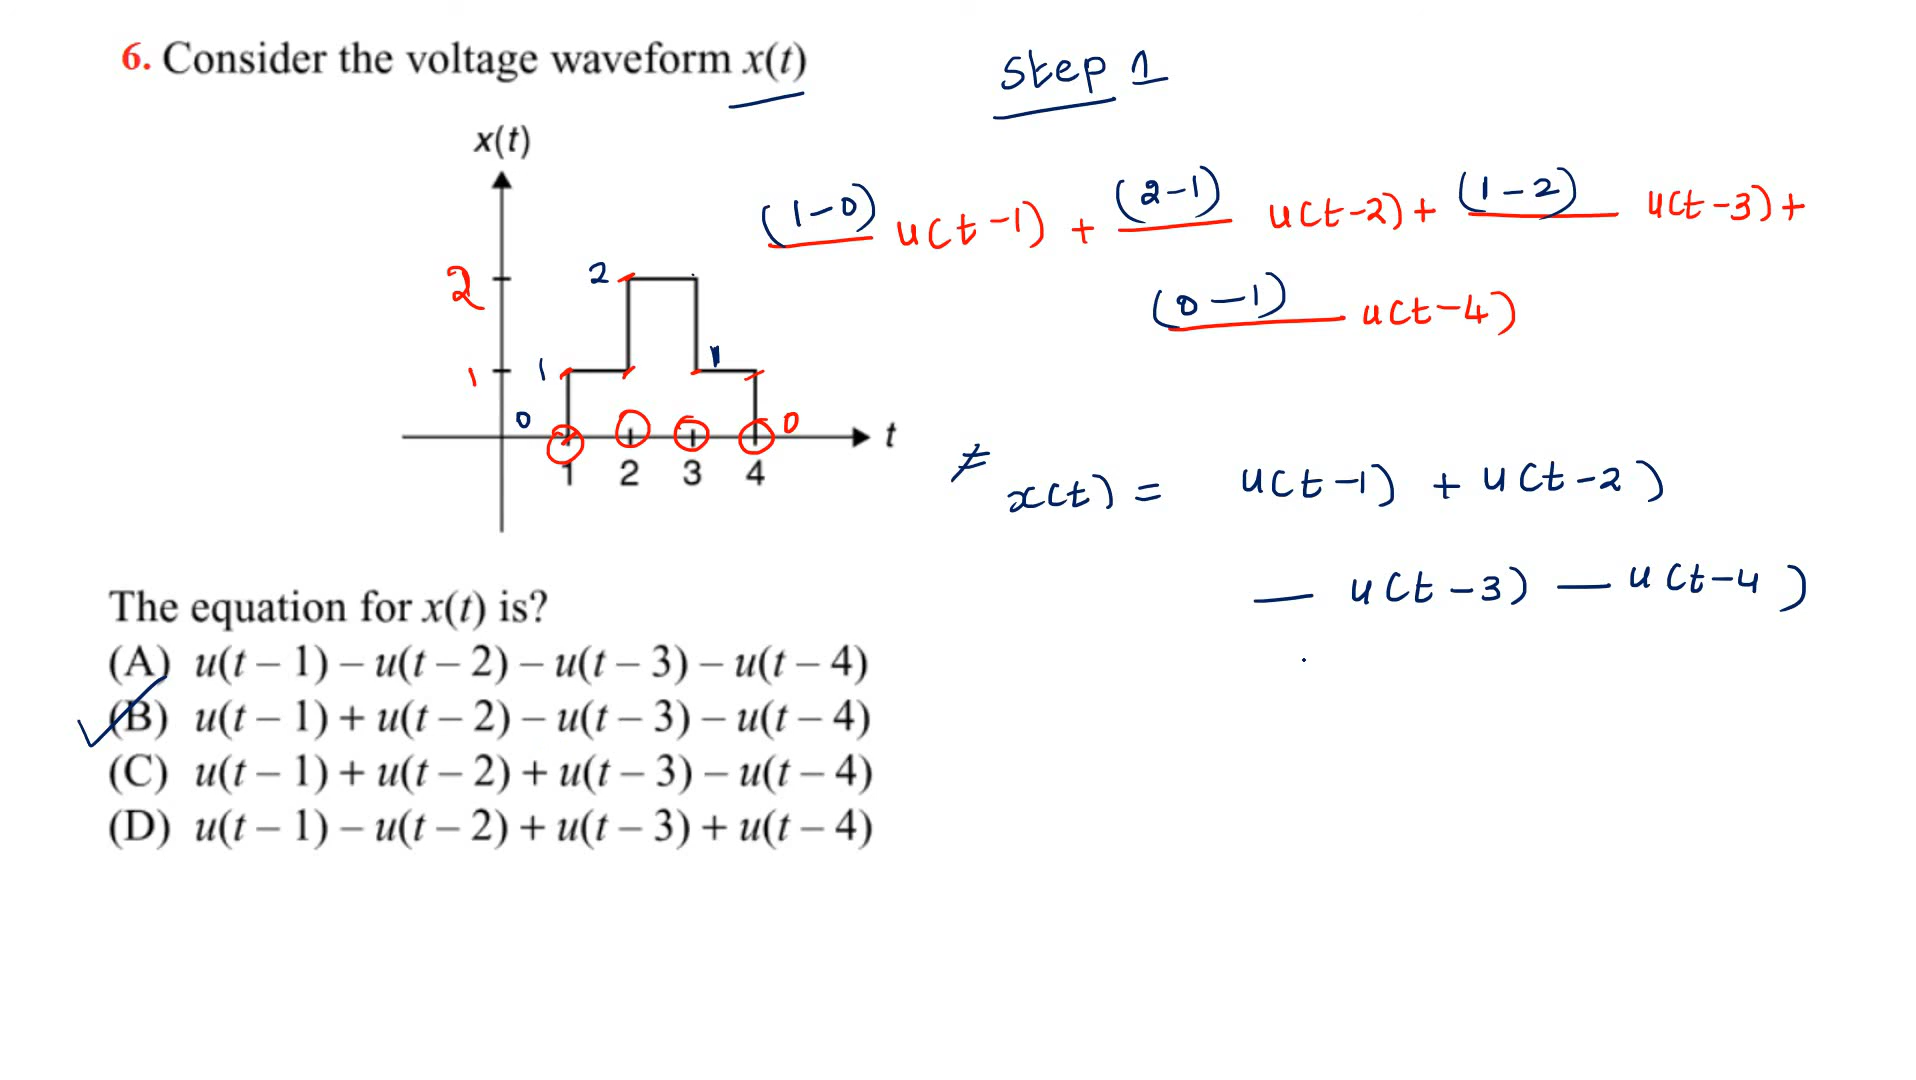 6. Consider the voltage waveform x(t)
Step 1
x(t)
(1-0) u(t-1) + (2-1) u(t-2) + (1-2) u(t-3) +
(0-1) u(t-4)
2 2
1 1 1
0 0
t
1 2 3 4
x(t) = u(t-1) + u(t-2)
- u(t-3) - u(t-4)
The equation for x(t) is?
(A) u(t – 1) – u(t – 2) – u(t – 3) – u(t – 4)
(B) u(t – 1) + u(t – 2) – u(t – 3) – u(t – 4)
(C) u(t – 1) + u(t – 2) + u(t – 3) – u(t – 4)
(D) u(t – 1) – u(t – 2) + u(t – 3) + u(t – 4)